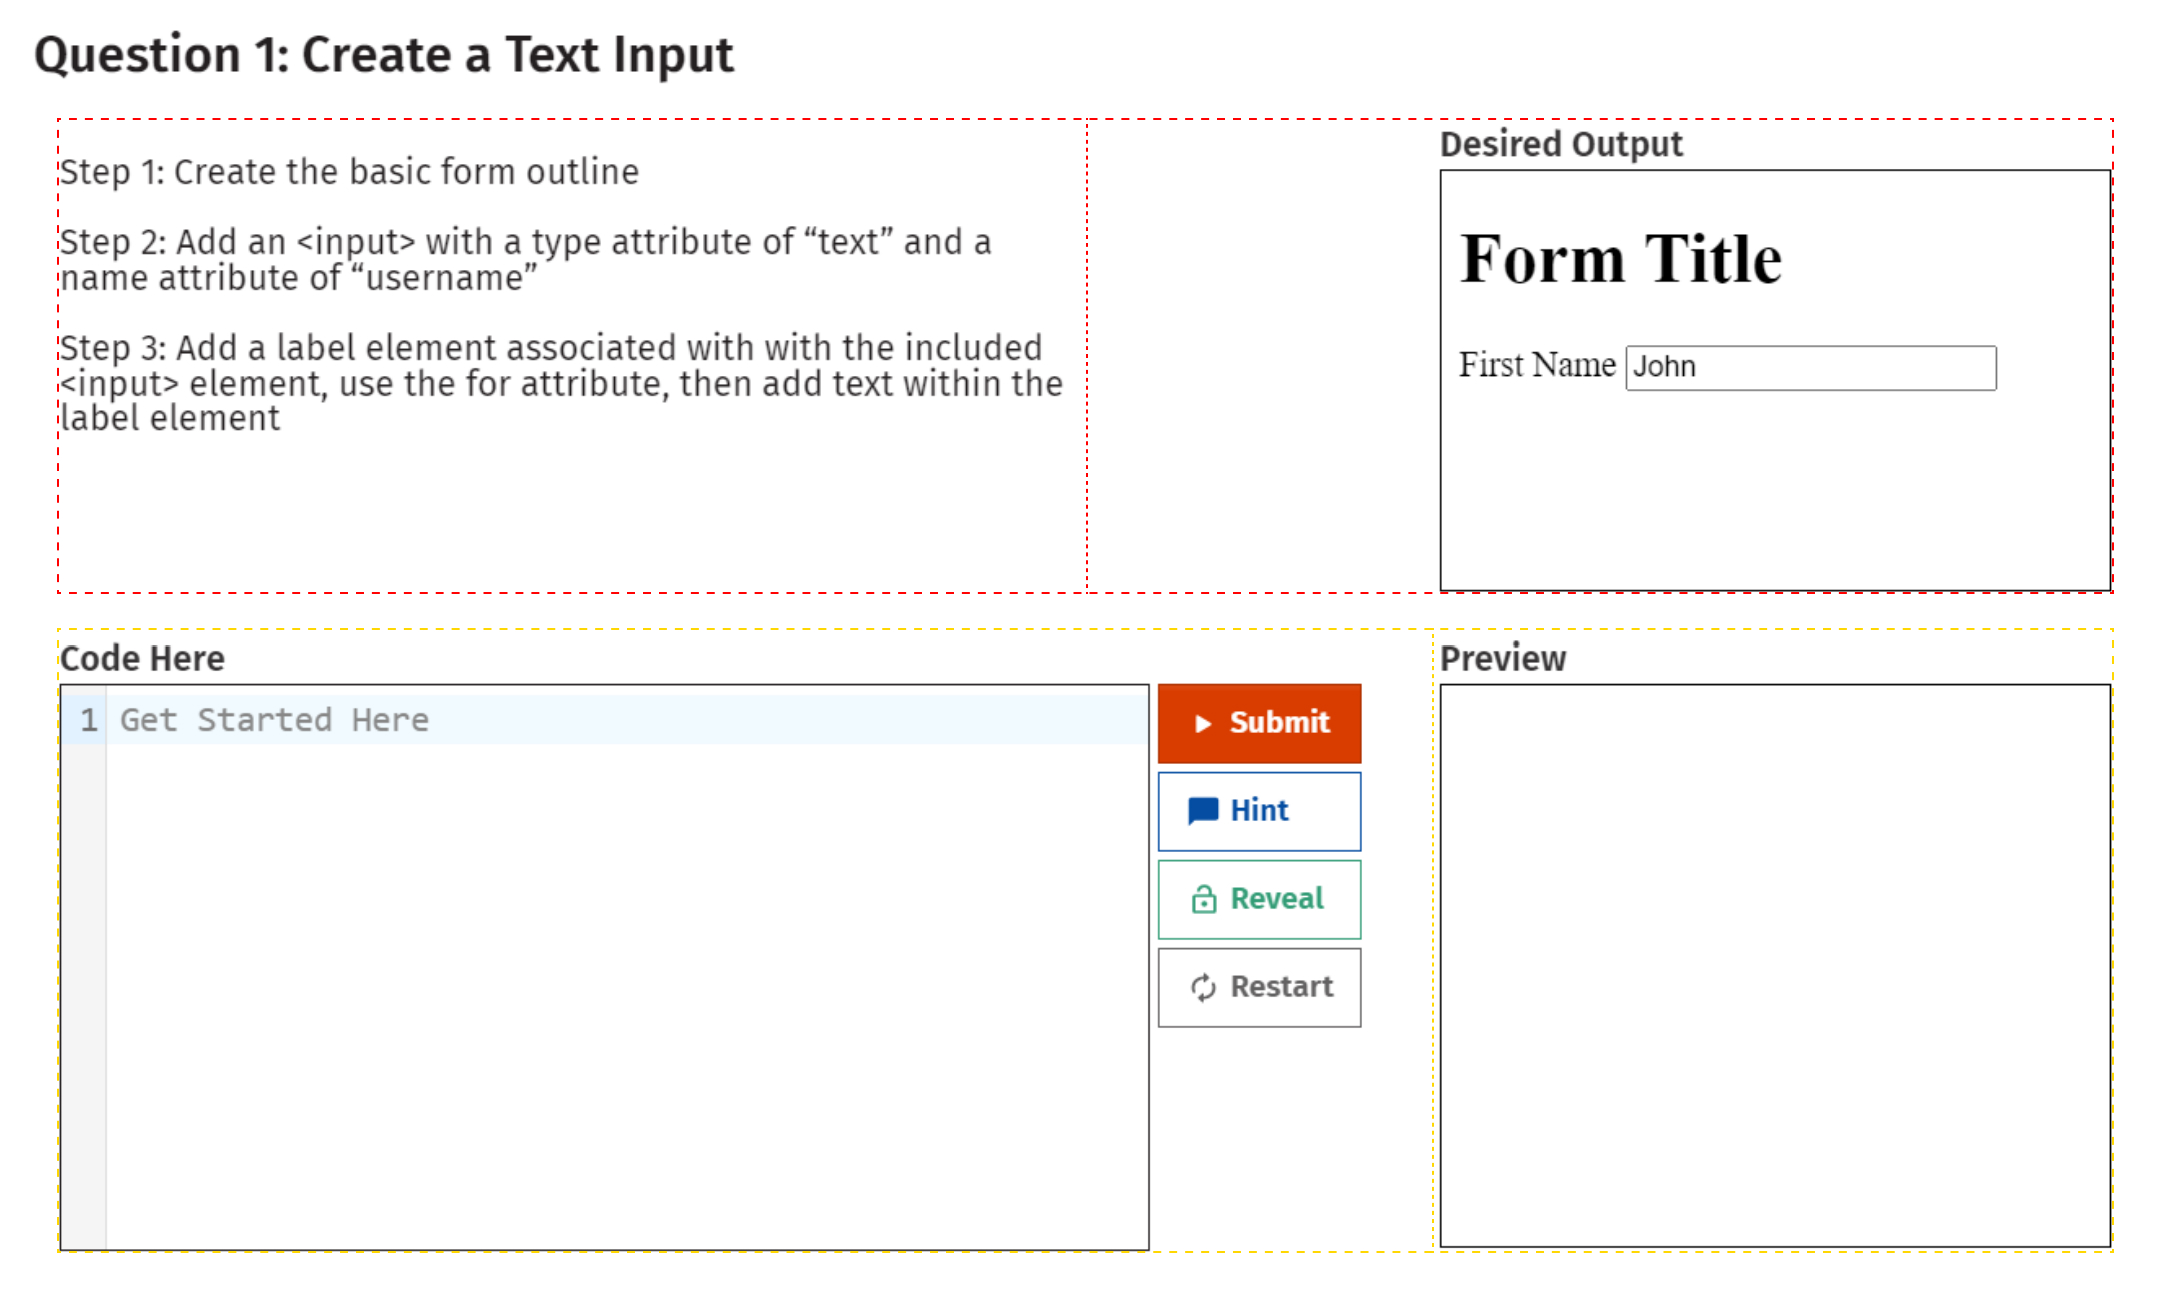 Question 1: Create a Text Input
Step 1: Create the basic form outline
Step 2: Add an <input> with a type attribute of “text” and a
name attribute of “username”
Step 3: Add a label element associated with with the included
<input> element, use the for attribute, then add text within the
label element
Desired Output
Form Title
First Name John
Code Here
1 Get Started Here
Submit
Hint
Reveal
Restart
Preview